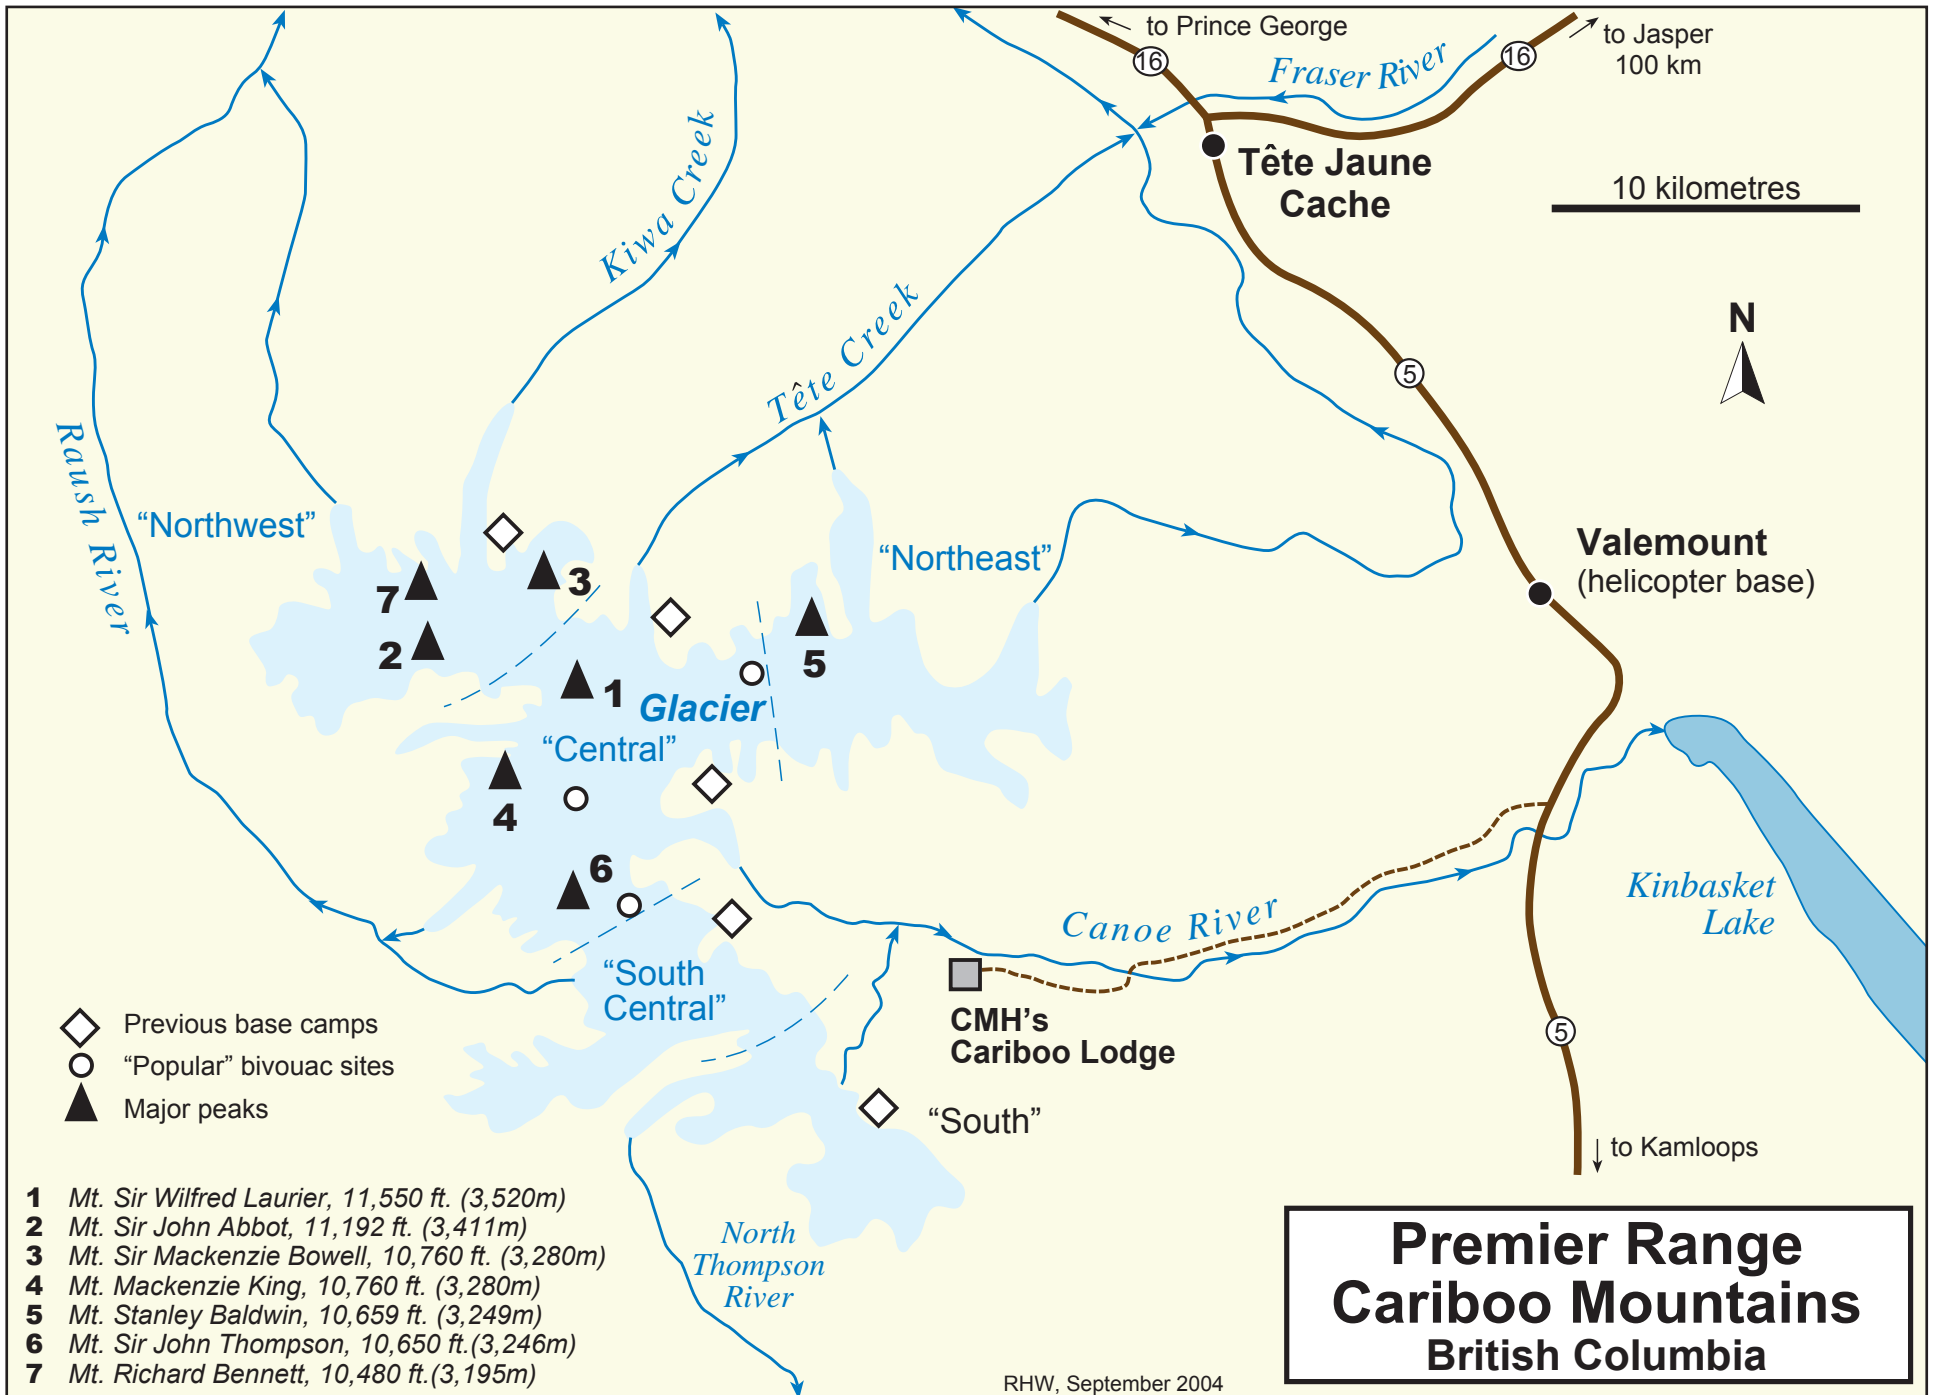 to Prince George
16
16
to Jasper
100 km
Fraser River
Kiwa Creek
Tête Jaune
Cache
10 kilometres
N
Tête Creek
5
Raush River
“Northwest”
“Northeast”
Valemount
(helicopter base)
7
3
2
5
1
Glacier
“Central”
4
6
Canoe River
Kinbasket
Lake
“South
Central”
CMH’s
Cariboo Lodge
5
Previous base camps
“Popular” bivouac sites
Major peaks
“South”
to Kamloops
1 Mt. Sir Wilfred Laurier, 11,550 ft. (3,520m)
2 Mt. Sir John Abbot, 11,192 ft. (3,411m)
3 Mt. Sir Mackenzie Bowell, 10,760 ft. (3,280m)
4 Mt. Mackenzie King, 10,760 ft. (3,280m)
5 Mt. Stanley Baldwin, 10,659 ft. (3,249m)
6 Mt. Sir John Thompson, 10,650 ft.(3,246m)
7 Mt. Richard Bennett, 10,480 ft.(3,195m)
North
Thompson
River
Premier Range
Cariboo Mountains
British Columbia
RHW, September 2004